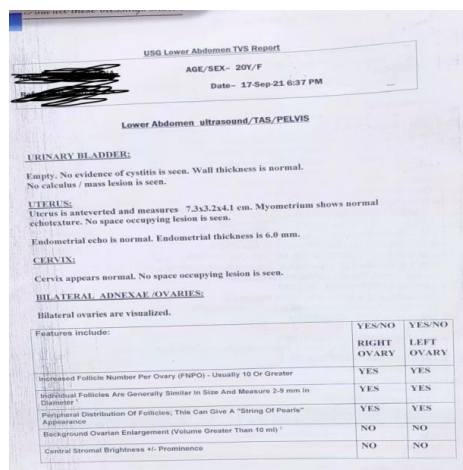 USG Lower Abdomen TVS Report
AGE/SEX– 20Y/F
Date– 17-Sep-21 6:37 PM
Lower Abdomen ultrasound/TAS/PELVIS
URINARY BLADDER:
Empty. No evidence of cystitis is seen. Wall thickness is normal.
No calculus / mass lesion is seen.
UTERUS:
Uterus is anteverted and measures 7.3x3.2x4.1 cm. Myometrium shows normal
echotexture. No space occupying lesion is seen.
Endometrial echo is normal. Endometrial thickness is 6.0 mm.
CERVIX:
Cervix appears normal. No space occupying lesion is seen.
BILATERAL ADNEXAE /OVARIES:
Bilateral ovaries are visualized.
Features include: YES/NO YES/NO
RIGHT OVARY LEFT OVARY
Increased Follicle Number Per Ovary (FNPO) - Usually 10 Or Greater YES YES
Individual Follicles Are Generally Similar In Size And Measure 2-9 mm In
Diameter YES YES
Peripheral Distribution Of Follicles; This Can Give A "String Of Pearls"
Appearance YES YES
Background Ovarian Enlargement (Volume Greater Than 10 ml) NO NO
Central Stromal Brightness +/- Prominence NO NO